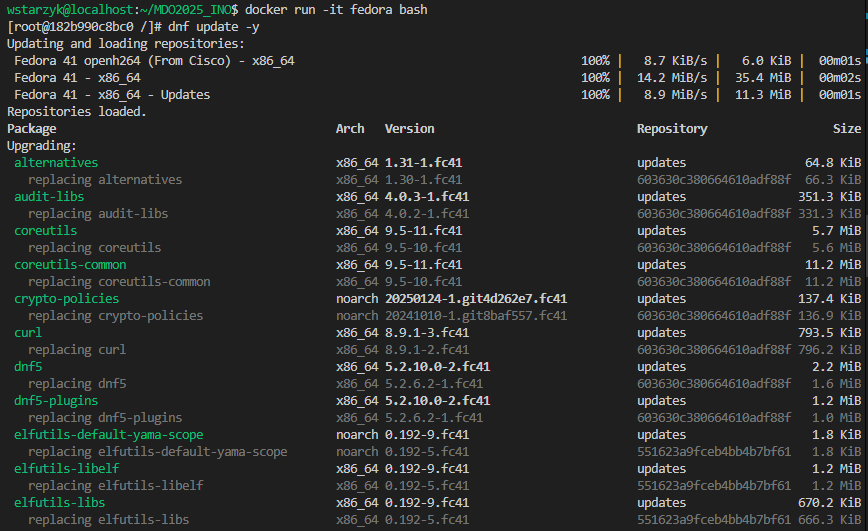 wstarzyk@localhost:~/MDO2025_INO$ docker run -it fedora bash
[root@182b990c8bc0 /]# dnf update -y
Updating and loading repositories:
Fedora 41 openh264 (From Cisco) - x86_64 100% | 8.7 KiB/s | 6.0 KiB | 00m01s
Fedora 41 - x86_64 100% | 14.2 MiB/s | 35.4 MiB | 00m02s
Fedora 41 - x86_64 - Updates 100% | 8.9 MiB/s | 11.3 MiB | 00m01s
Repositories loaded.
Package Arch Version Repository Size
Upgrading:
alternatives x86_64 1.31-1.fc41 updates 64.8 KiB
replacing alternatives x86_64 1.30-1.fc41 603630c380664610adf88f 66.3 KiB
audit-libs x86_64 4.0.3-1.fc41 updates 351.3 KiB
replacing audit-libs x86_64 4.0.2-1.fc41 603630c380664610adf88f 331.3 KiB
coreutils x86_64 9.5-11.fc41 updates 5.7 MiB
replacing coreutils x86_64 9.5-10.fc41 603630c380664610adf88f 5.6 MiB
coreutils-common x86_64 9.5-11.fc41 updates 11.2 MiB
replacing coreutils-common x86_64 9.5-10.fc41 603630c380664610adf88f 11.2 MiB
crypto-policies noarch 20250124-1.git4d262e7.fc41 updates 137.4 KiB
replacing crypto-policies noarch 20241010-1.git8baf557.fc41 603630c380664610adf88f 136.9 KiB
curl x86_64 8.9.1-3.fc41 updates 793.5 KiB
replacing curl x86_64 8.9.1-2.fc41 603630c380664610adf88f 796.2 KiB
dnf5 x86_64 5.2.10.0-2.fc41 updates 2.2 MiB
replacing dnf5 x86_64 5.2.6.2-1.fc41 603630c380664610adf88f 1.6 MiB
dnf5-plugins x86_64 5.2.10.0-2.fc41 updates 1.2 MiB
replacing dnf5-plugins x86_64 5.2.6.2-1.fc41 603630c380664610adf88f 1.0 MiB
elfutils-default-yama-scope noarch 0.192-9.fc41 updates 1.8 KiB
replacing elfutils-default-yama-scope noarch 0.192-5.fc41 551623a9fceb4bb4b7bf61 1.8 KiB
elfutils-libelf x86_64 0.192-9.fc41 updates 1.2 MiB
replacing elfutils-libelf x86_64 0.192-5.fc41 551623a9fceb4bb4b7bf61 1.2 MiB
elfutils-libs x86_64 0.192-9.fc41 updates 670.2 KiB
replacing elfutils-libs x86_64 0.192-5.fc41 551623a9fceb4bb4b7bf61 666.3 KiB